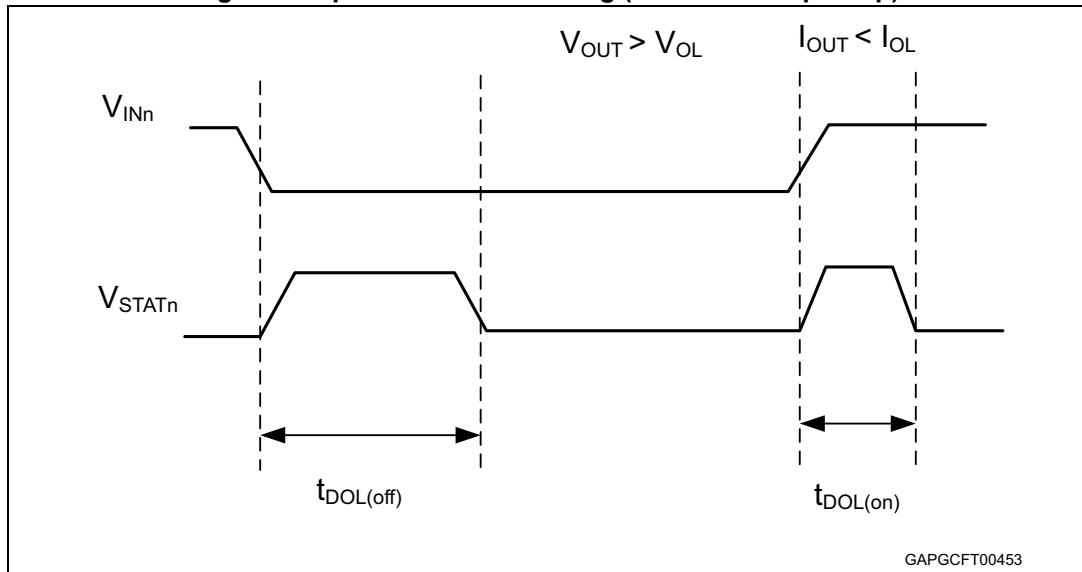 V_OUT > V_OL
I_OUT < I_OL
V_INn
V_STATn
t_DOL(off)
t_DOL(on)
GAPGCFT00453